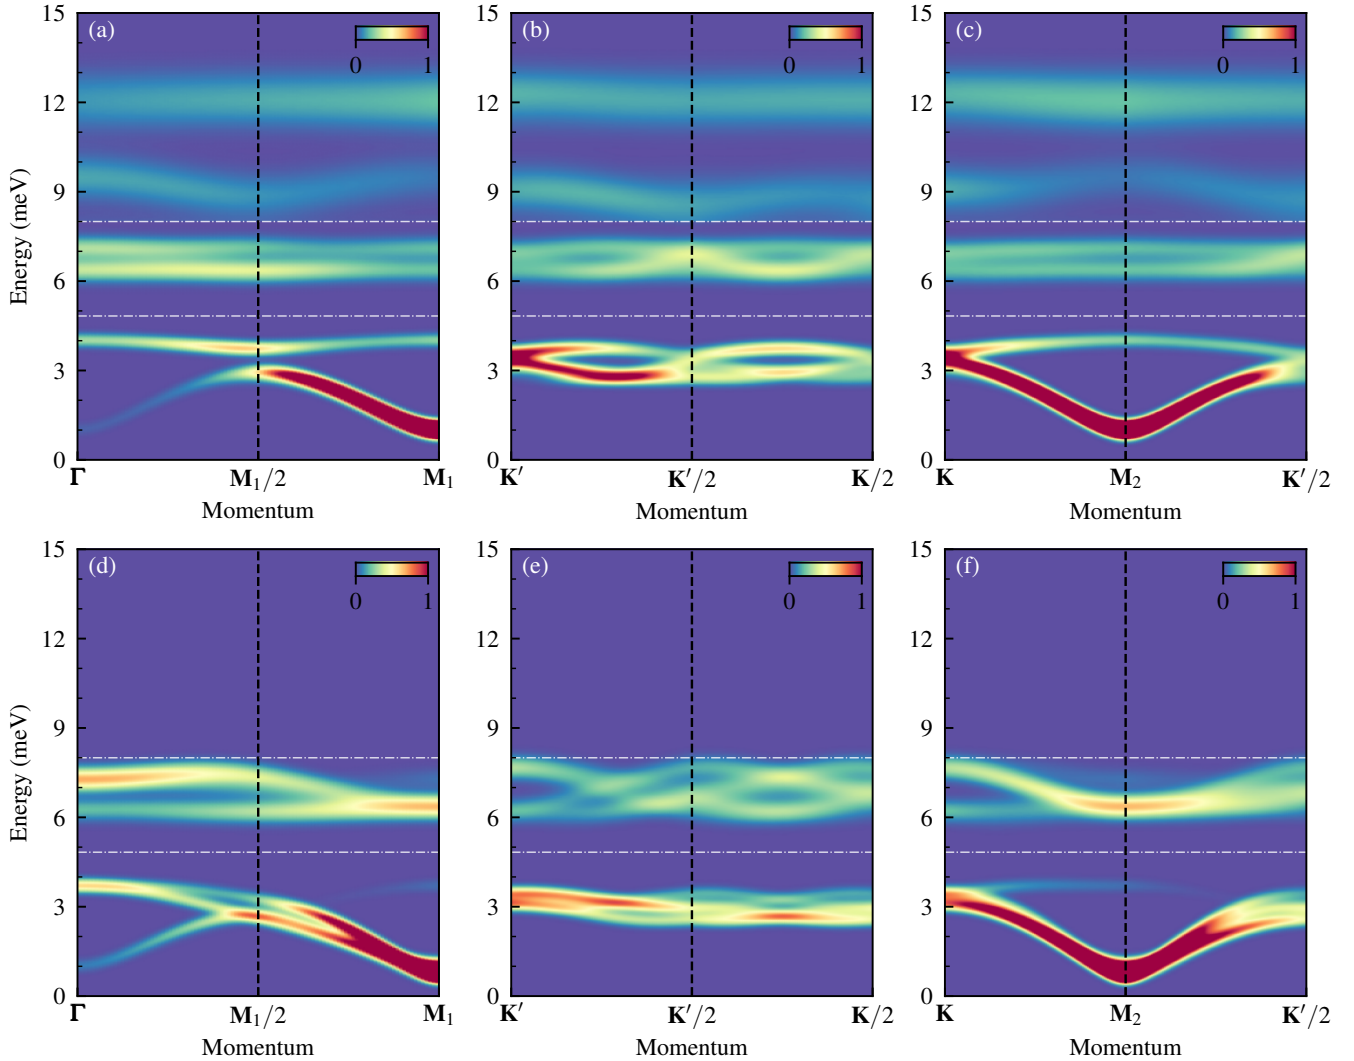 (a) (b) (c)
0 1 0 1 0 1
15 15 15
12 12 12
9 9 9
6 6 6
3 3 3
0 0 0
Energy (meV)
Γ M₁/2 M₁ K′ K′/2 K/2 K M₂ K′/2
Momentum Momentum Momentum
(d) (e) (f)
0 1 0 1 0 1
15 15 15
12 12 12
9 9 9
6 6 6
3 3 3
0 0 0
Energy (meV)
Γ M₁/2 M₁ K′ K′/2 K/2 K M₂ K′/2
Momentum Momentum Momentum